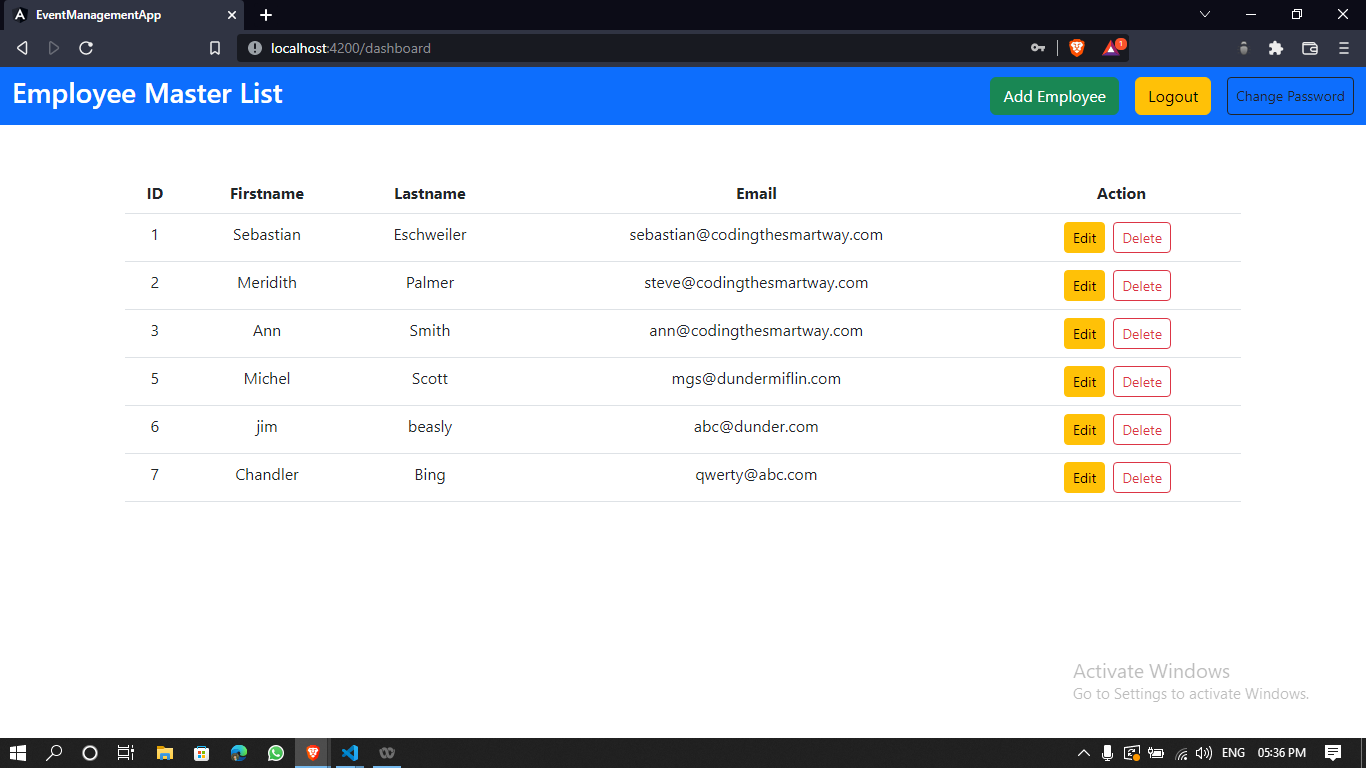 EventManagementApp
localhost:4200/dashboard
1
Employee Master List
Add Employee
Logout
Change Password
ID Firstname Lastname Email Action
1 Sebastian Eschweiler sebastian@codingthesmartway.com Edit Delete
2 Meridith Palmer steve@codingthesmartway.com Edit Delete
3 Ann Smith ann@codingthesmartway.com Edit Delete
5 Michel Scott mgs@dundermiflin.com Edit Delete
6 jim beasly abc@dunder.com Edit Delete
7 Chandler Bing qwerty@abc.com Edit Delete
Activate Windows
Go to Settings to activate Windows.
ENG 05:36 PM